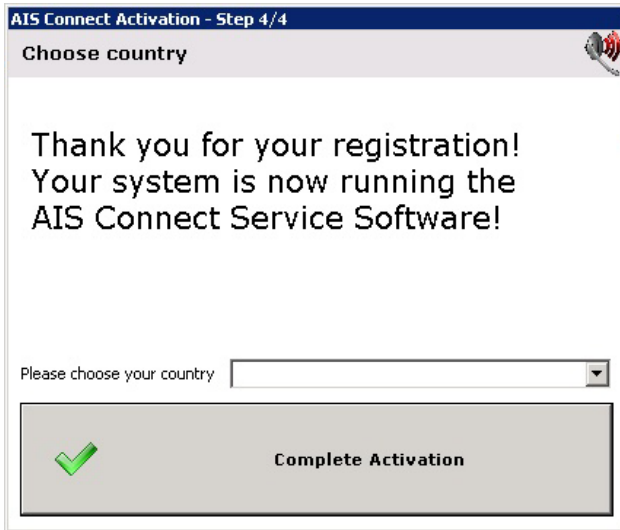 AIS Connect Activation - Step 4/4
Choose country
Thank you for your registration!
Your system is now running the
AIS Connect Service Software!
Please choose your country
Complete Activation